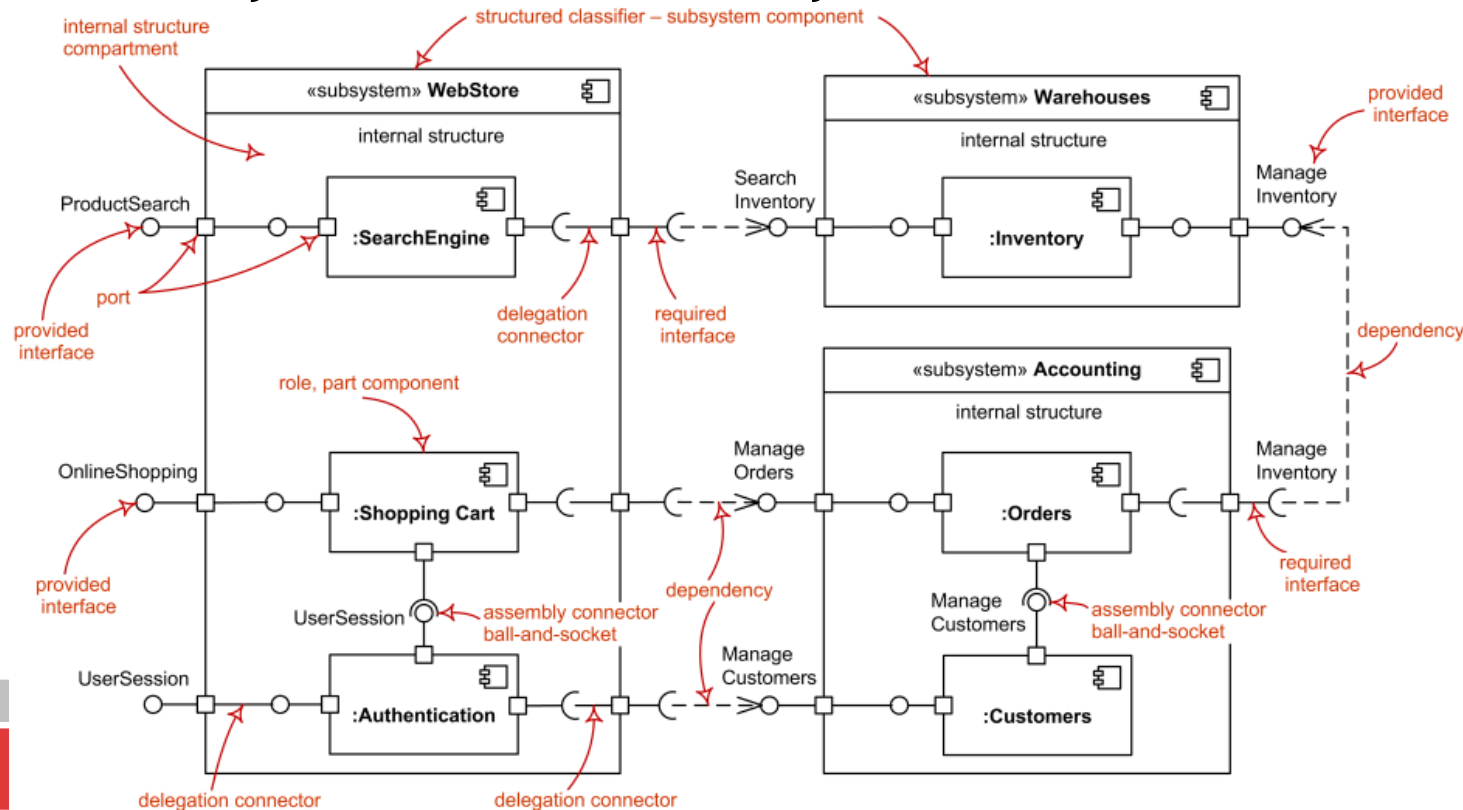 structured classifier – subsystem component
internal structure
compartment
«subsystem» WebStore
internal structure
«subsystem» Warehouses
internal structure
provided
interface
ProductSearch
:SearchEngine
Search
Inventory
:Inventory
Manage
Inventory
port
provided
interface
delegation
connector
required
interface
dependency
role, part component
«subsystem» Accounting
internal structure
OnlineShopping
:Shopping Cart
Manage
Orders
:Orders
Manage
Inventory
provided
interface
dependency
required
interface
UserSession
assembly connector
ball-and-socket
Manage
Customers
assembly connector
ball-and-socket
UserSession
:Authentication
Manage
Customers
:Customers
delegation connector
delegation connector